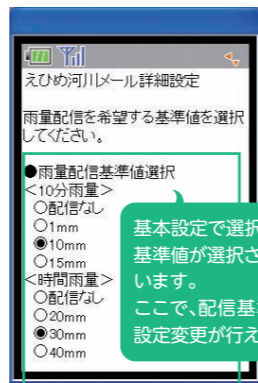 えひめ河川メール詳細設定
雨量配信を希望する基準値を選択
してください。
●雨量配信基準値選択
<10分雨量>
○配信なし
○1mm
◉10mm
○15mm
<時間雨量>
○配信なし
○20mm
◉30mm
○40mm
基本設定で選択
基準値が選択さ
います。
ここで、配信基
設定変更が行え